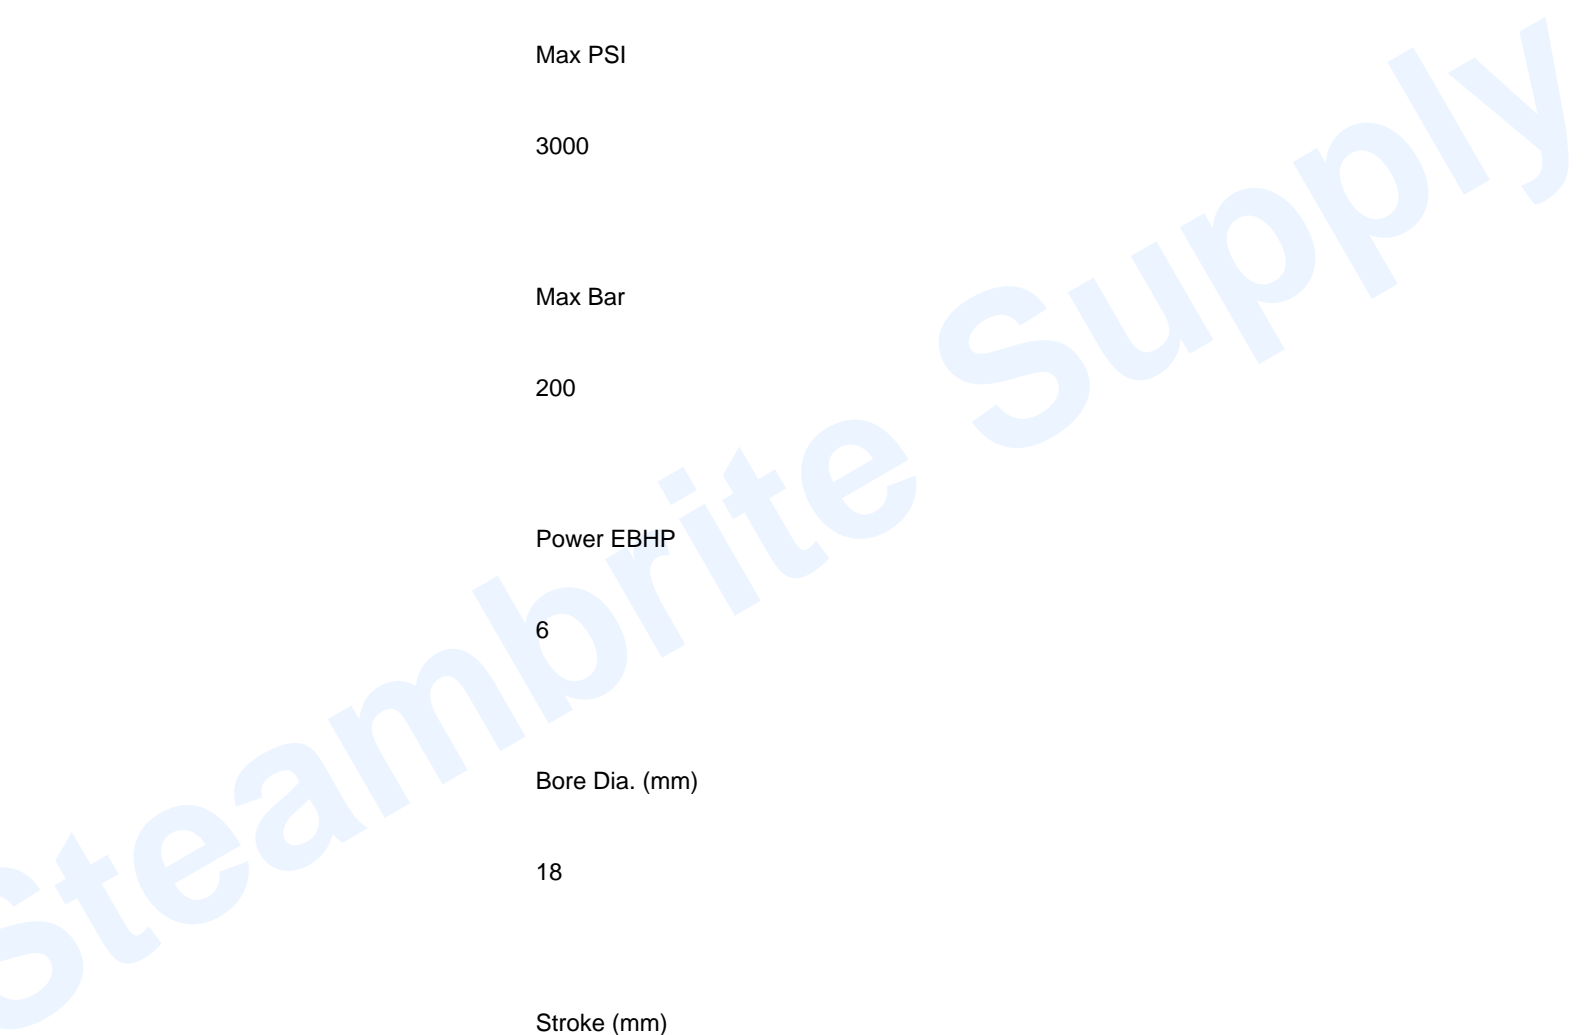 Max PSI
3000
Max Bar
200
Power EBHP
6
Bore Dia. (mm)
18
Stroke (mm)
Steambrite Supply